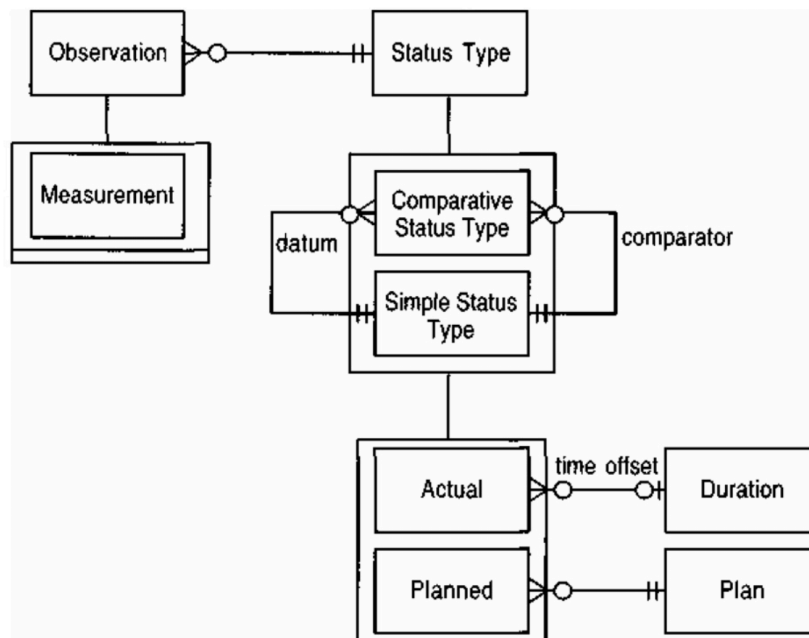 Observation
Status Type
Measurement
Comparative
Status Type
datum
comparator
Simple Status
Type
Actual
time offset
Duration
Planned
Plan